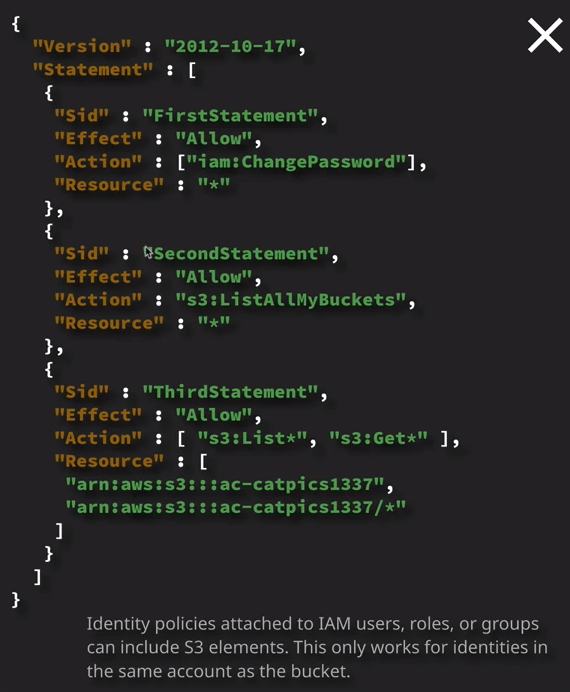 {
"Version" : "2012-10-17",
"Statement" : [
{
"Sid" : "FirstStatement",
"Effect" : "Allow",
"Action" : ["iam:ChangePassword"],
"Resource" : "*"
},
{
"Sid" : "SecondStatement",
"Effect" : "Allow",
"Action" : "s3:ListAllMyBuckets",
"Resource" : "*"
},
{
"Sid" : "ThirdStatement",
"Effect" : "Allow",
"Action" : [ "s3:List*", "s3:Get*" ],
"Resource" : [
"arn:aws:s3:::ac-catpics1337",
"arn:aws:s3:::ac-catpics1337/*"
]
}
]
}
Identity policies attached to IAM users, roles, or groups
can include S3 elements. This only works for identities in
the same account as the bucket.